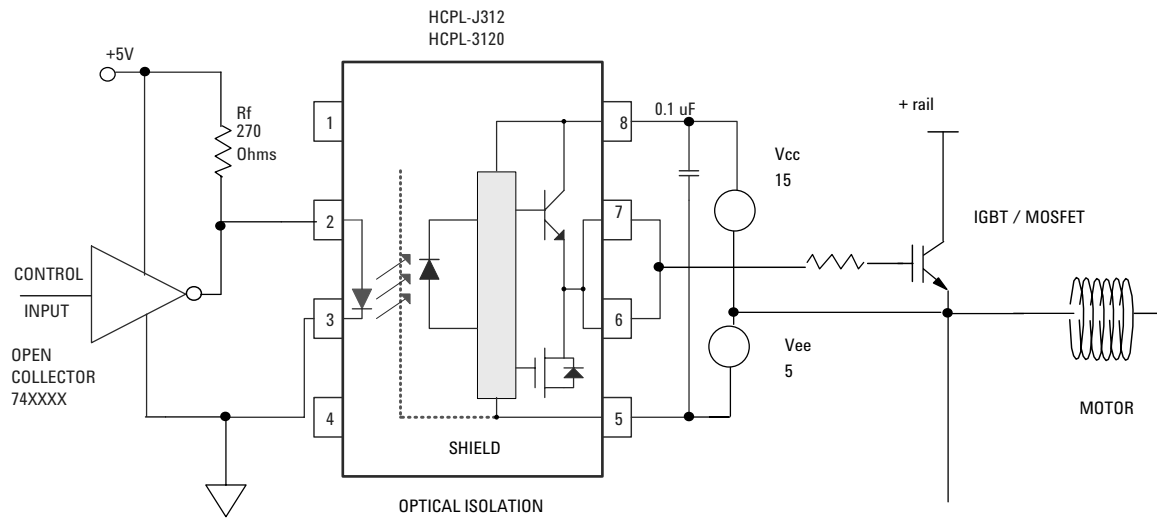 HCPL-J312
HCPL-3120
+5V
Rf
270
Ohms
CONTROL
INPUT
OPEN
COLLECTOR
74XXXX
1
2
3
4
8
7
6
5
SHIELD
OPTICAL ISOLATION
0.1 uF
Vcc
15
Vee
5
+ rail
IGBT / MOSFET
MOTOR